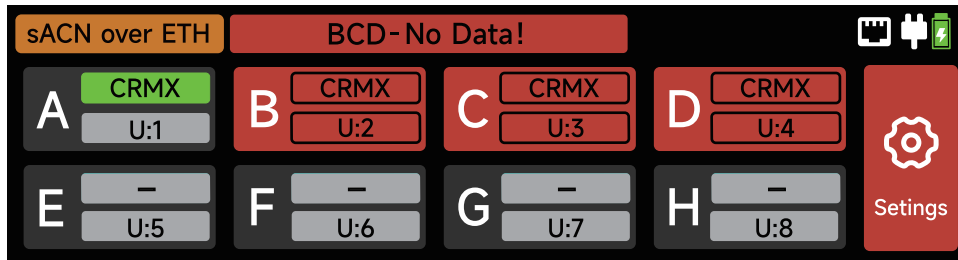 sACN over ETH
BCD-No Data!
A
CRMX
U:1
B
CRMX
U:2
C
CRMX
U:3
D
CRMX
U:4
E
–
U:5
F
–
U:6
G
–
U:7
H
–
U:8
Setings